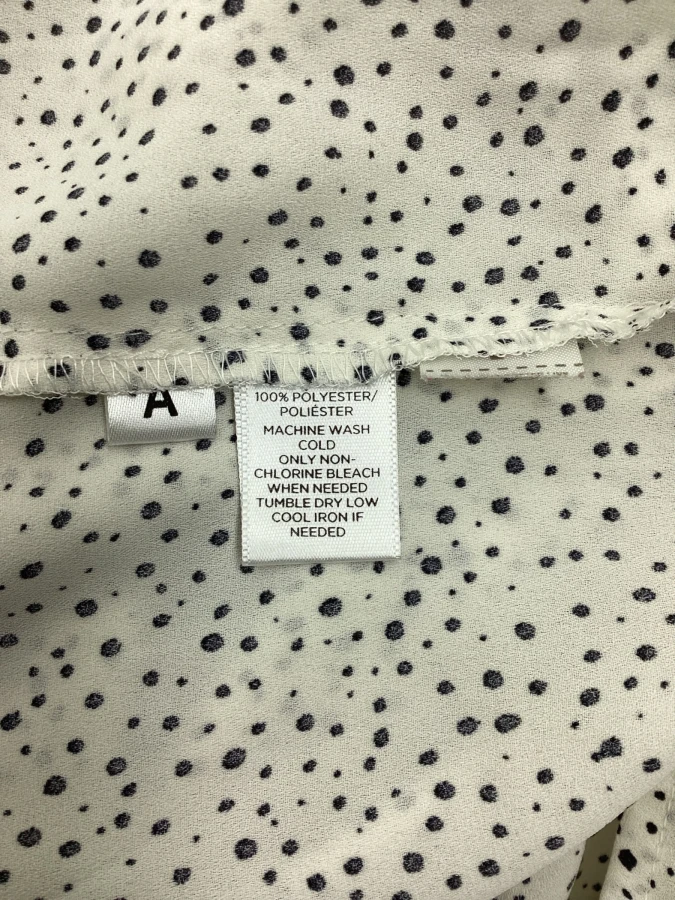 A
100% POLYESTER/
POLIÉSTER
MACHINE WASH
COLD
ONLY NON-
CHLORINE BLEACH
WHEN NEEDED
TUMBLE DRY LOW
COOL IRON IF
NEEDED